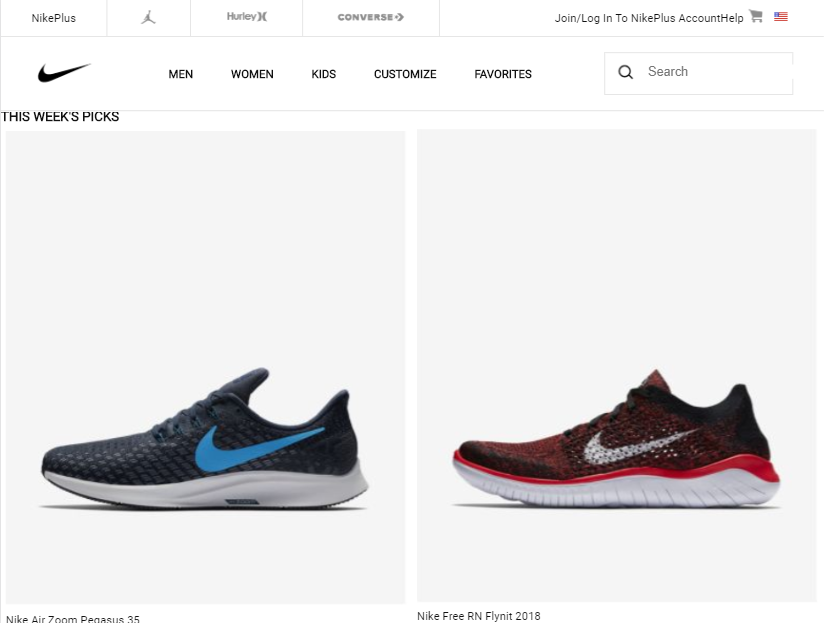 NikePlus
Hurley
CONVERSE
Join/Log In To NikePlus AccountHelp
MEN WOMEN KIDS CUSTOMIZE FAVORITES
Search
THIS WEEK'S PICKS
Nike Air Zoom Pegasus 35
Nike Free RN Flynit 2018